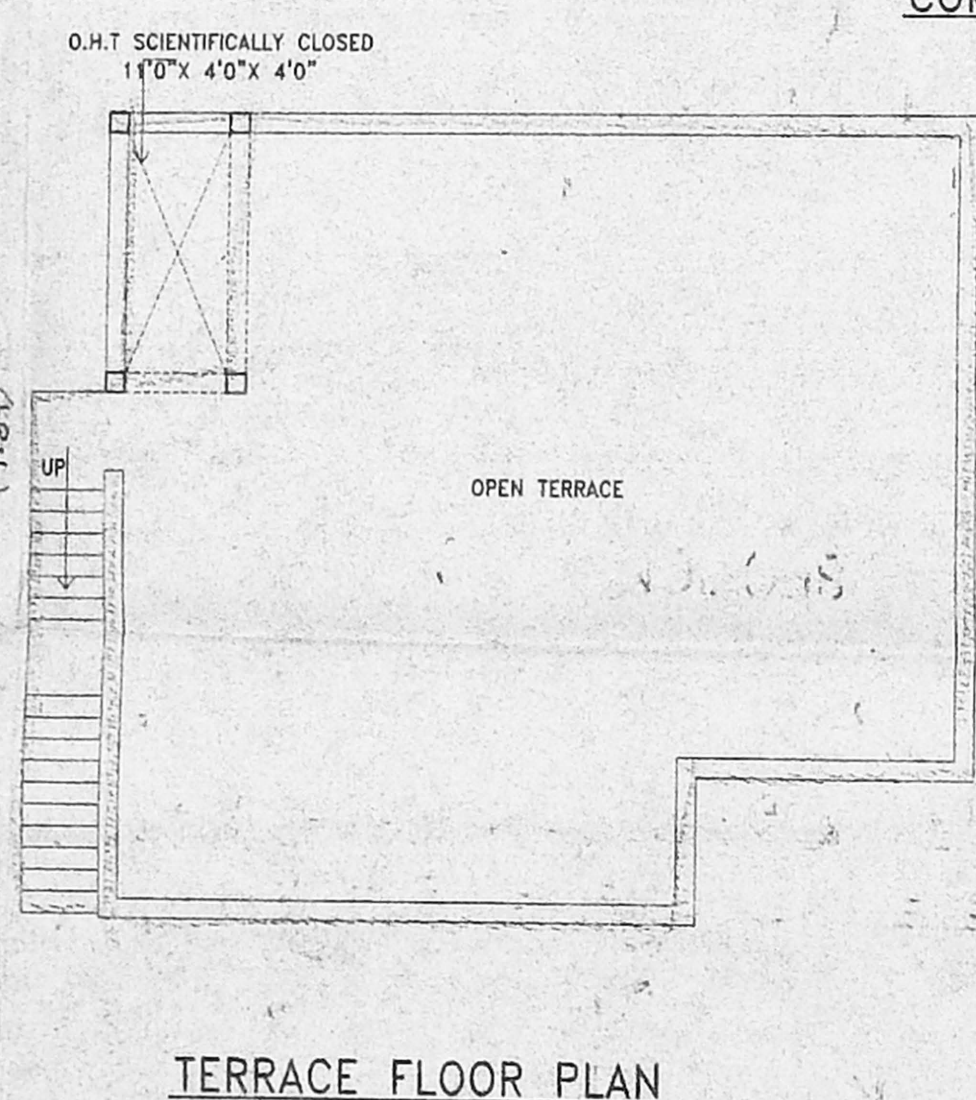 O.H.T SCIENTIFICALLY CLOSED
11'0"X 4'0"X 4'0"
UP
OPEN TERRACE
TERRACE FLOOR PLAN